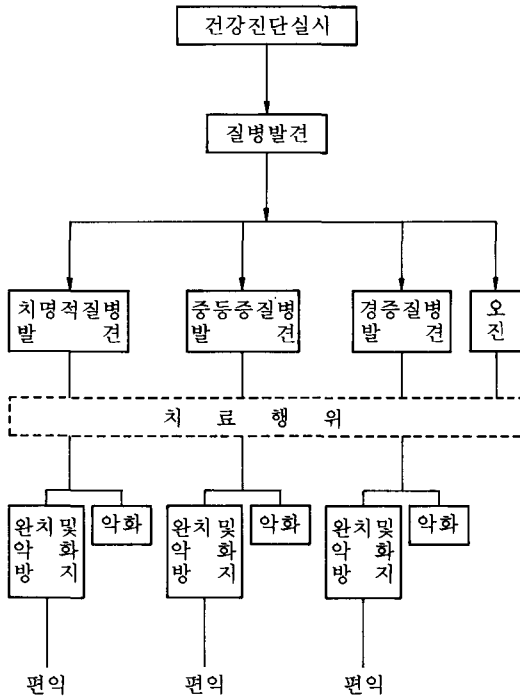 건강진단실시
질병발견
치명적질병
발 견
중등증질병
발 견
경증질병
발 견
오
진
치 료 행 위
완치 및
악 화
방 지
악화
완치 및
악 화
방 지
악화
완치 및
악 화
방 지
악화
편익
편익
편익